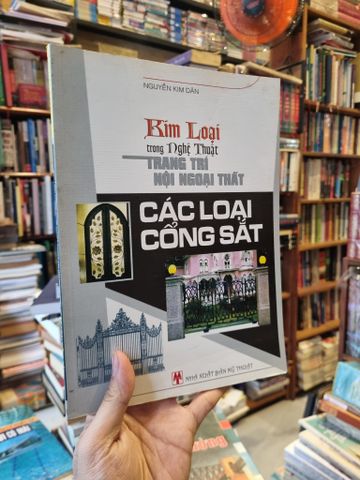 NGUYỄN KIM DÂN
Kim Loại
trong Nghệ Thuật
TRANG TRÍ
NỘI NGOẠI THẤT
CÁC LOẠI
CỔNG SẮT
NHÀ XUẤT BẢN MỸ THUẬT